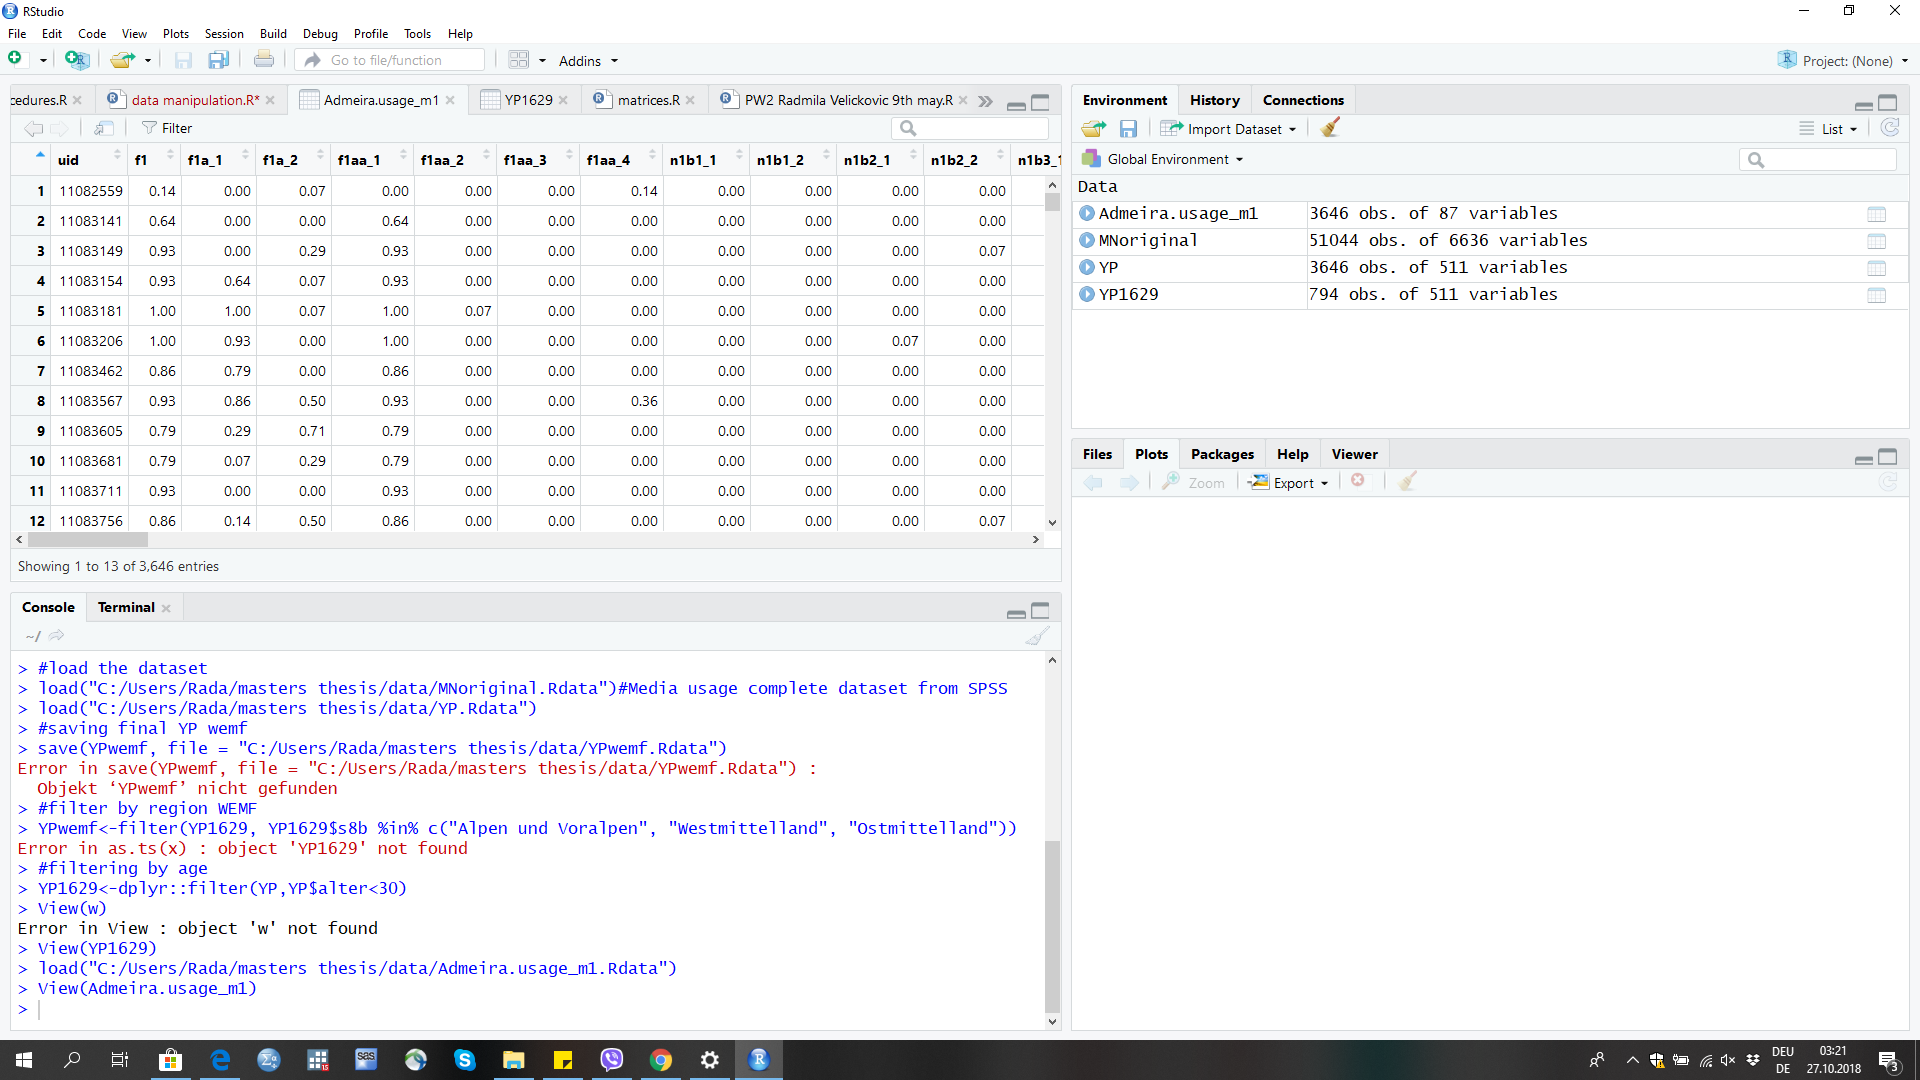 RStudio
File Edit Code View Plots Session Build Debug Profile Tools Help
Go to file/function Addins Project: (None)
cedures.R data manipulation.R* Admeira.usage_m1 YP1629 matrices.R PW2 Radmila Velickovic 9th may.R
Filter
uid f1 f1a_1 f1a_2 f1aa_1 f1aa_2 f1aa_3 f1aa_4 n1b1_1 n1b1_2 n1b2_1 n1b2_2 n1b3_1
1 11082559 0.14 0.00 0.07 0.00 0.00 0.00 0.14 0.00 0.00 0.00 0.00
2 11083141 0.64 0.00 0.00 0.64 0.00 0.00 0.00 0.00 0.00 0.00 0.00
3 11083149 0.93 0.00 0.29 0.93 0.00 0.00 0.00 0.00 0.00 0.00 0.07
4 11083154 0.93 0.64 0.07 0.93 0.00 0.00 0.00 0.00 0.00 0.00 0.00
5 11083181 1.00 1.00 0.07 1.00 0.07 0.00 0.00 0.00 0.00 0.00 0.00
6 11083206 1.00 0.93 0.00 1.00 0.00 0.00 0.00 0.00 0.00 0.07 0.00
7 11083462 0.86 0.79 0.00 0.86 0.00 0.00 0.00 0.00 0.00 0.00 0.00
8 11083567 0.93 0.86 0.50 0.93 0.00 0.00 0.36 0.00 0.00 0.00 0.00
9 11083605 0.79 0.29 0.71 0.79 0.00 0.00 0.00 0.00 0.00 0.00 0.00
10 11083681 0.79 0.07 0.29 0.79 0.00 0.00 0.00 0.00 0.00 0.00 0.00
11 11083711 0.93 0.00 0.00 0.93 0.00 0.00 0.00 0.00 0.00 0.00 0.00
12 11083756 0.86 0.14 0.50 0.86 0.00 0.00 0.00 0.00 0.00 0.00 0.07
Showing 1 to 13 of 3,646 entries
Console Terminal
~/
> #load the dataset
> load("C:/Users/Rada/masters thesis/data/MNoriginal.Rdata")#Media usage complete dataset from SPSS
> load("C:/Users/Rada/masters thesis/data/YP.Rdata")
> #saving final YP wemf
> save(YPwemf, file = "C:/Users/Rada/masters thesis/data/YPwemf.Rdata")
Error in save(YPwemf, file = "C:/Users/Rada/masters thesis/data/YPwemf.Rdata") :
Objekt ‘YPwemf’ nicht gefunden
> #filter by region WEMF
> YPwemf<-filter(YP1629, YP1629$s8b %in% c("Alpen und Voralpen", "Westmittelland", "Ostmittelland"))
Error in as.ts(x) : object 'YP1629' not found
> #filtering by age
> YP1629<-dplyr::filter(YP,YP$alter<30)
> View(w)
Error in View : object 'w' not found
> View(YP1629)
> load("C:/Users/Rada/masters thesis/data/Admeira.usage_m1.Rdata")
> View(Admeira.usage_m1)
>
Environment History Connections
Import Dataset List
Global Environment
Data
Admeira.usage_m1 3646 obs. of 87 variables
MNoriginal 51044 obs. of 6636 variables
YP 3646 obs. of 511 variables
YP1629 794 obs. of 511 variables
Files Plots Packages Help Viewer
Zoom Export
sas
DEU
DE
03:21
27.10.2018
3